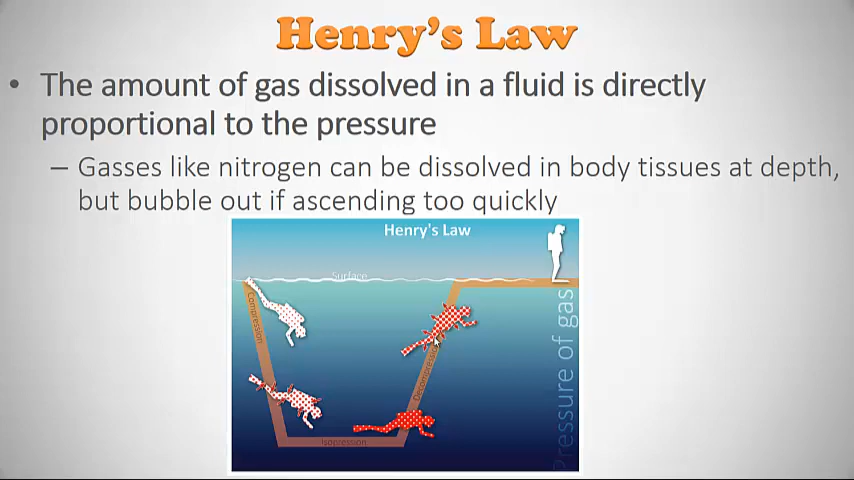 Henry's Law
• The amount of gas dissolved in a fluid is directly
proportional to the pressure
– Gasses like nitrogen can be dissolved in body tissues at depth,
but bubble out if ascending too quickly
Henry's Law
Surface
Compression
Decompression
Isopression
Pressure of gas